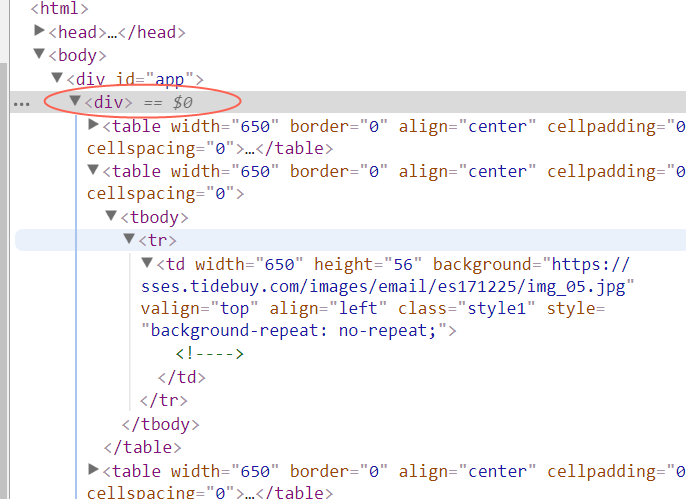 <html>
▶<head>…</head>
▼<body>
▼<div id="app">
… ▼<div> == $0
▶<table width="650" border="0" align="center" cellpadding="0
cellspacing="0">…</table>
▼<table width="650" border="0" align="center" cellpadding="0
cellspacing="0">
▼<tbody>
▼<tr>
▼<td width="650" height="56" background="https://
sses.tidebuy.com/images/email/es171225/img_05.jpg"
valign="top" align="left" class="style1" style=
"background-repeat: no-repeat;">
<!---->
</td>
</tr>
</tbody>
</table>
▶<table width="650" border="0" align="center" cellpadding="0
cellspacing="0">…</table>